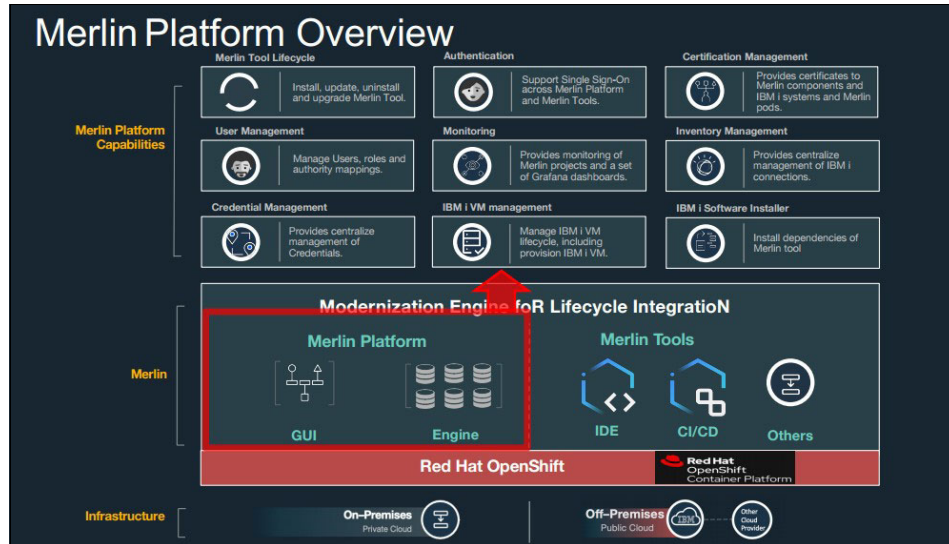 Merlin Platform Overview
Merlin Platform
Capabilities
Merlin Tool Lifecycle
Install, update, uninstall
and upgrade Merlin Tool.
Authentication
Support Single Sign-On
across Merlin Platform
and Merlin Tools.
Certification Management
Provides certificates to
Merlin components and
IBM i systems and Merlin
pods.
User Management
Manage Users, roles and
authority mappings.
Monitoring
Provides monitoring of
Merlin projects and a set
of Grafana dashboards.
Inventory Management
Provides centralize
management of IBM i
connections.
Credential Management
Provides centralize
management of
Credentials.
IBM i VM management
Manage IBM i VM
lifecycle, including
provision IBM i VM.
IBM i Software Installer
Install dependencies of
Merlin tool
Merlin
Modernization Engine foR Lifecycle IntegratioN
Merlin Platform
GUI
Engine
Merlin Tools
IDE
CI/CD
Others
Red Hat OpenShift
Red Hat
OpenShift
Container Platform
Infrastructure
On-Premises
Private Cloud
Off-Premises
Public Cloud
IBM
Other
Cloud
Provider